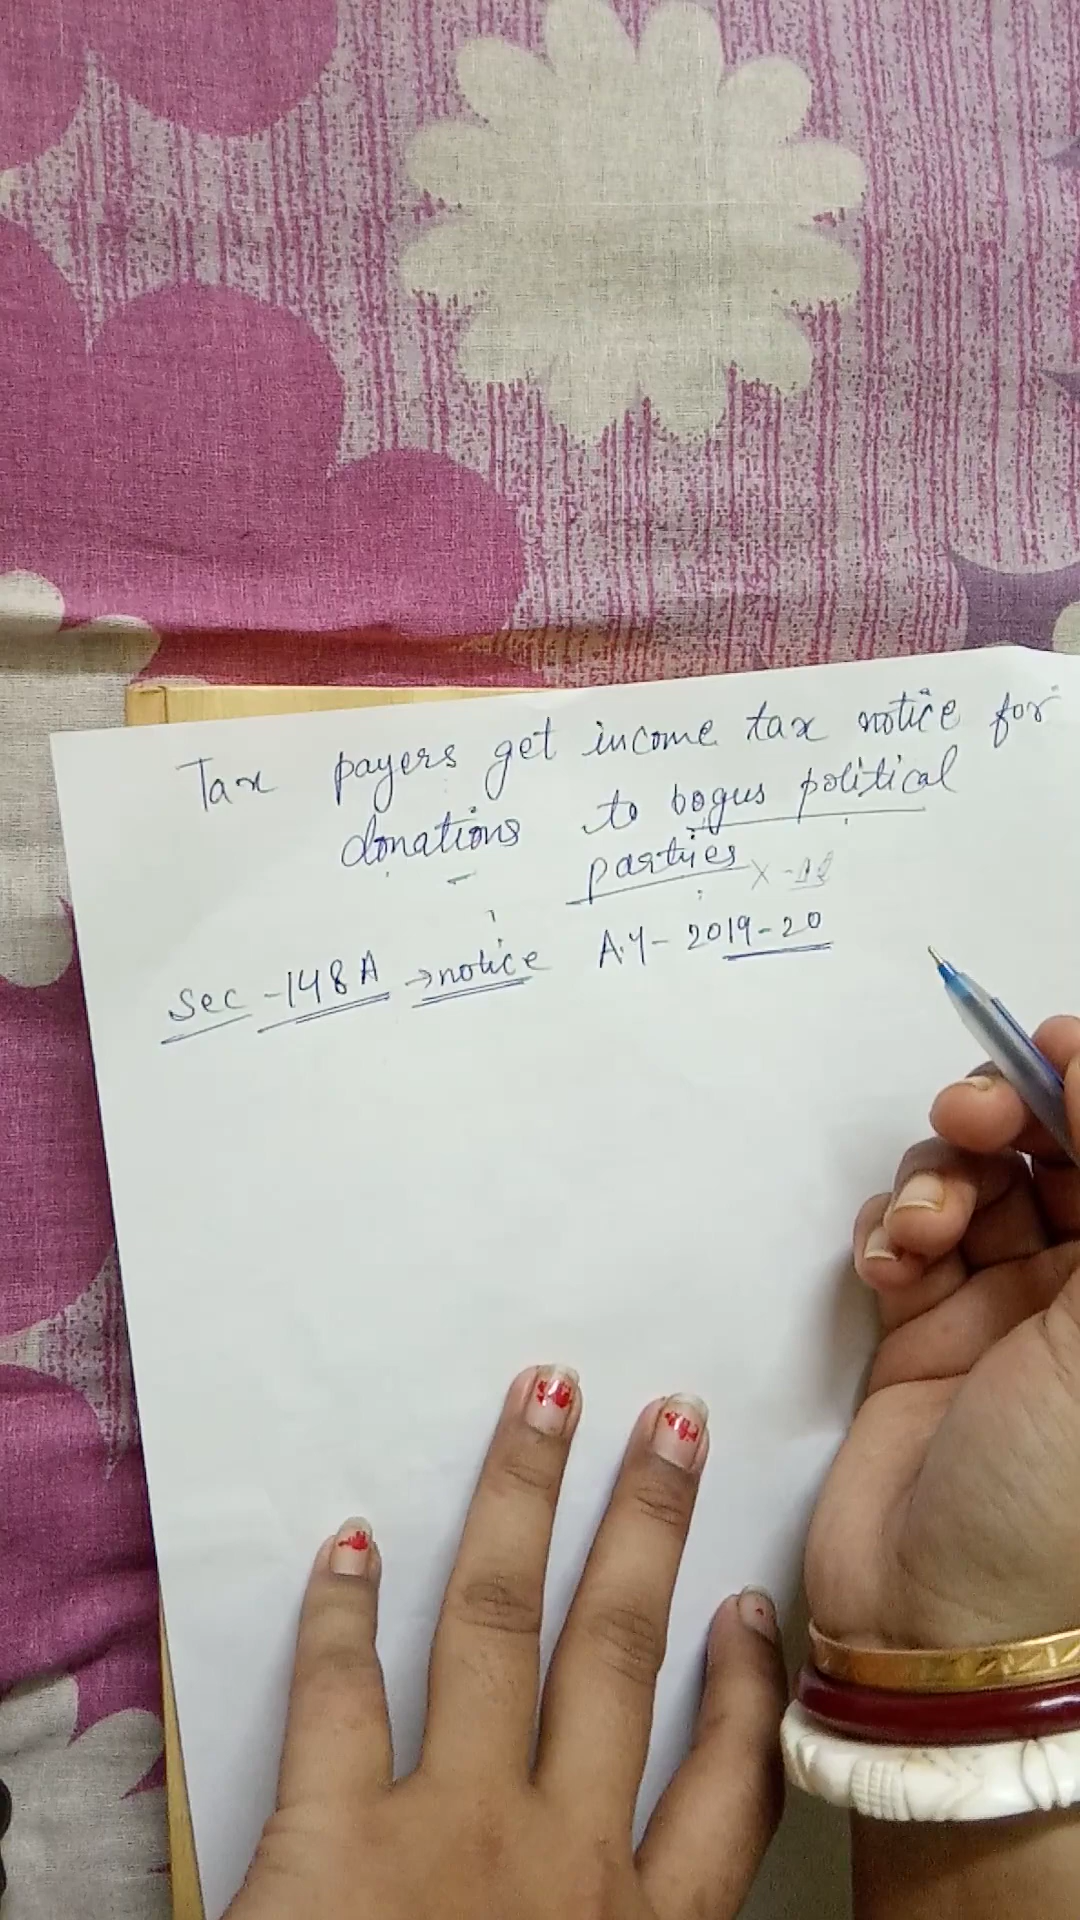 Tax payers get income tax notice for
donations to bogus political
parties
Sec - 148A → notice A.Y - 2019-20